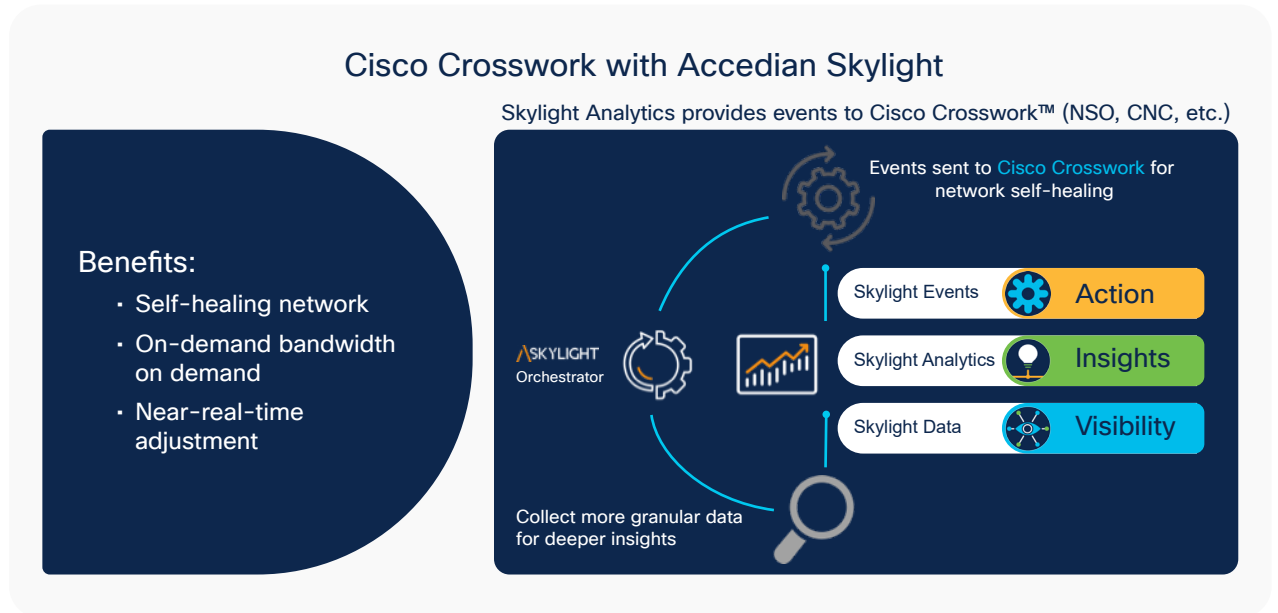 Cisco Crosswork with Accedian Skylight
Skylight Analytics provides events to Cisco Crosswork™ (NSO, CNC, etc.)
Benefits:
· Self-healing network
· On-demand bandwidth
on demand
· Near-real-time
adjustment
Events sent to Cisco Crosswork for
network self-healing
Skylight Events
Action
SKYLIGHT
Orchestrator
Skylight Analytics
Insights
Skylight Data
Visibility
Collect more granular data
for deeper insights